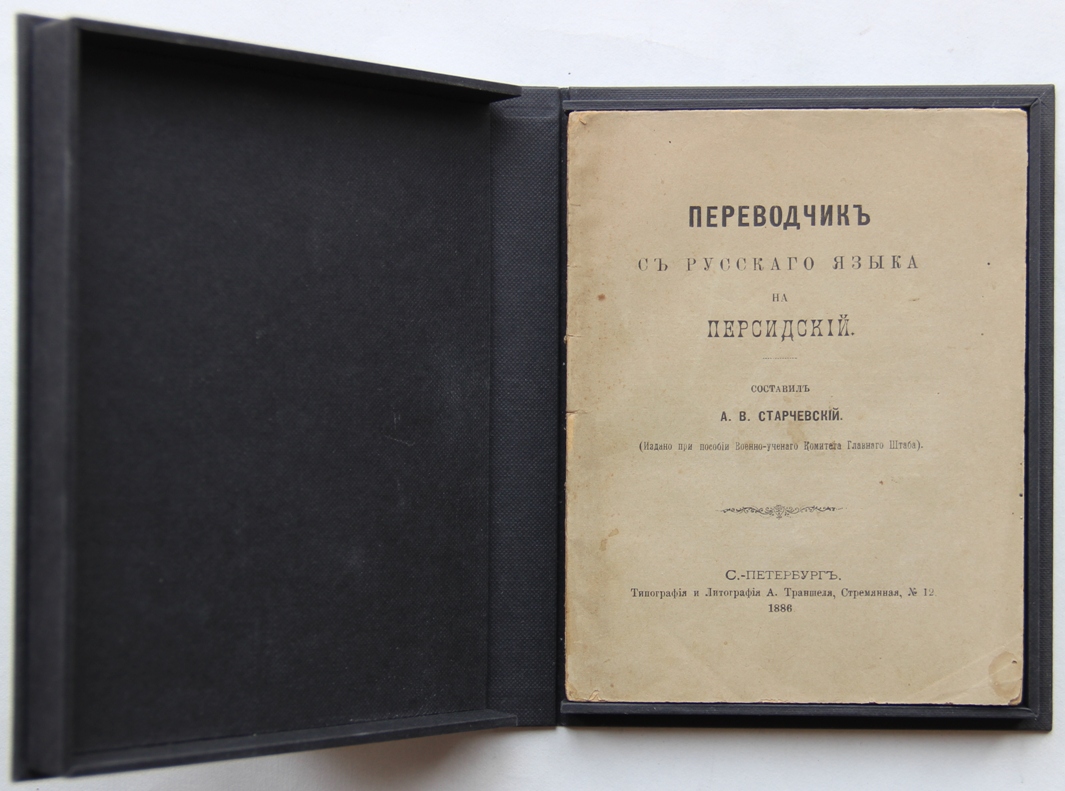 ПЕРЕВОДЧИКЪ
СЪ РУССКАГО ЯЗЫКА
НА
ПЕРСИДСКІЙ.
СОСТАВИЛЪ
А. В. СТАРЧЕВСКІЙ.
(Издано при пособіи Военно-ученаго Комитета Главнаго Штаба).
С.-ПЕТЕРБУРГЪ.
Типографія и Литографія А. Траншеля, Стремянная, № 12
1886